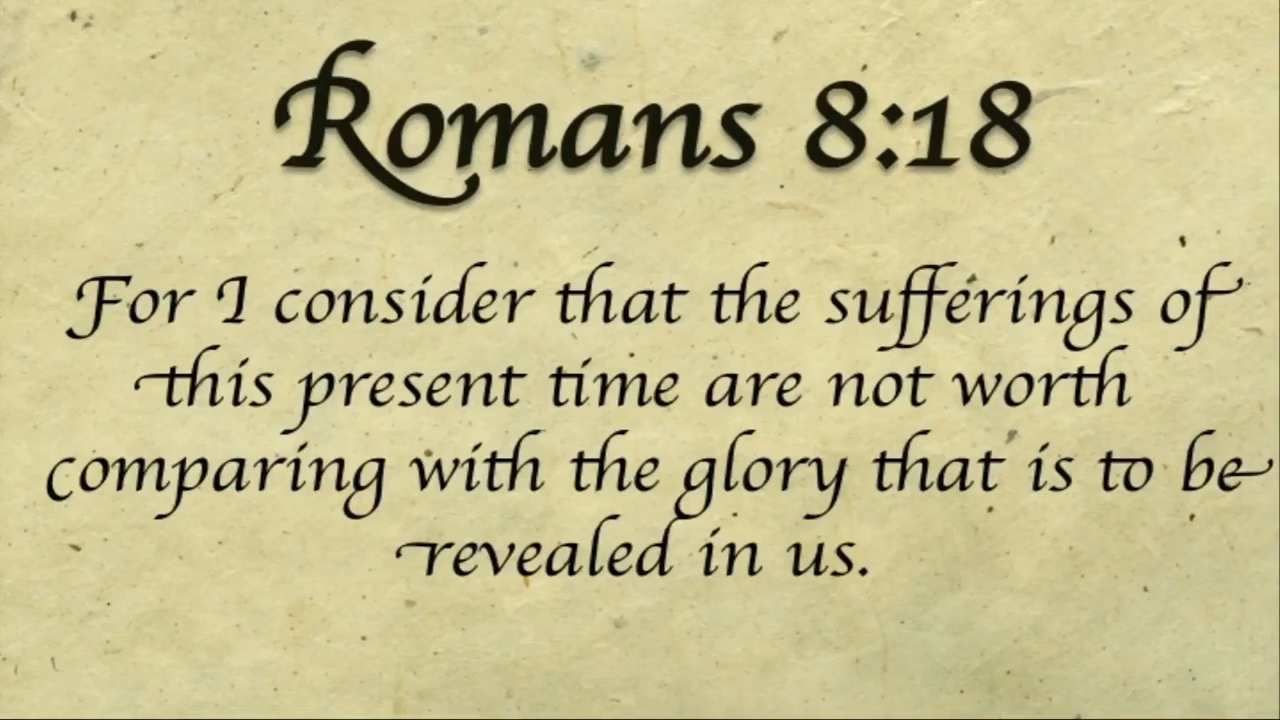 Romans 8:18
For I consider that the sufferings of
this present time are not worth
comparing with the glory that is to be
revealed in us.